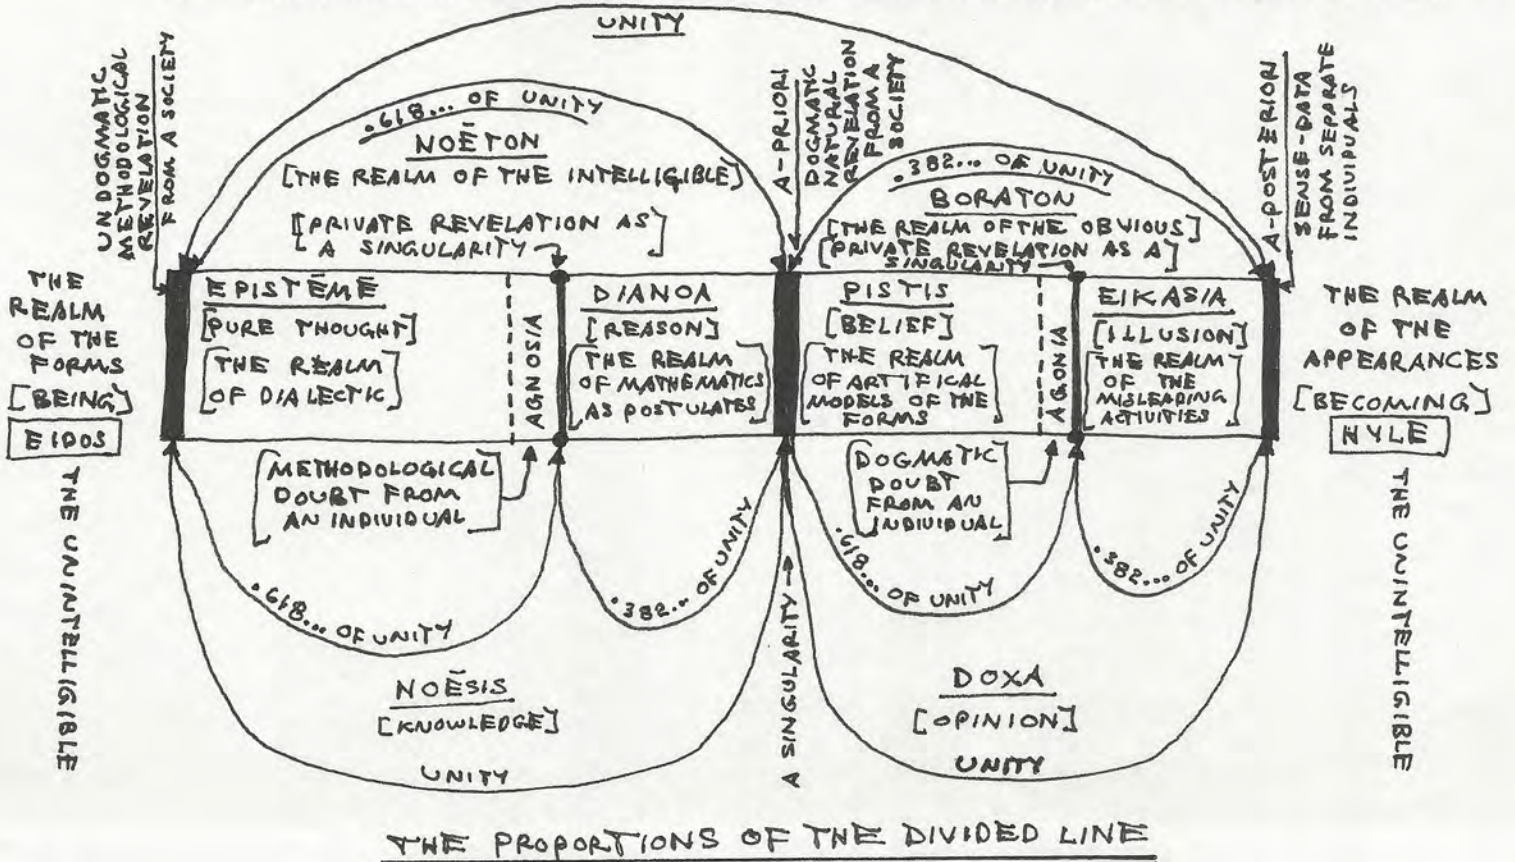 UNITY
UNDOGMATIC
METHODOLOGICAL
REVELATION
FROM A SOCIETY
.618... OF UNITY
NOĒTON
[THE REALM OF THE INTELLIGIBLE]
[PRIVATE REVELATION AS
A SINGULARITY]
A-PRIORI
DOGMATIC
NATURAL
REVELATION
FROM A
SOCIETY
.382... OF UNITY
BORATON
[THE REALM OF THE OBVIOUS]
[PRIVATE REVELATION AS A
SINGULARITY]
A-POSTERIORI
SENSE-DATA
FROM SEPARATE
INDIVIDUALS
THE
REALM
OF THE
FORMS
[BEING]
EIDOS
THE UNINTELLIGIBLE
EPISTĒMĒ
[PURE THOUGHT]
[THE REALM
OF DIALECTIC]
AGNOSIA
DIANOA
[REASON]
[THE REALM
OF MATHEMATICS
AS POSTULATES]
PISTIS
[BELIEF]
[THE REALM
OF ARTIFICAL
MODELS OF THE
FORMS]
AGONIA
EIKASIA
[ILLUSION]
[THE REALM
OF THE
MISLEADING
ACTIVITIES]
THE REALM
OF THE
APPEARANCES
[BECOMING]
HYLE
THE UNINTELLIGIBLE
[METHODOLOGICAL
DOUBT FROM
AN INDIVIDUAL]
[DOGMATIC
DOUBT
FROM AN
INDIVIDUAL]
.618... OF UNITY
.382... OF UNITY
.618... OF UNITY
.382... OF UNITY
NOĒSIS
[KNOWLEDGE]
UNITY
A SINGULARITY
DOXA
[OPINION]
UNITY
THE PROPORTIONS OF THE DIVIDED LINE